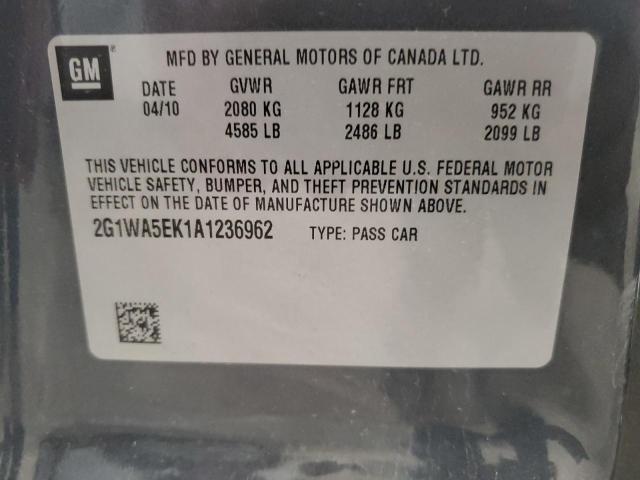 GM
®
MFD BY GENERAL MOTORS OF CANADA LTD.
DATE GVWR GAWR FRT GAWR RR
04/10 2080 KG 1128 KG 952 KG
4585 LB 2486 LB 2099 LB
THIS VEHICLE CONFORMS TO ALL APPLICABLE U.S. FEDERAL MOTOR
VEHICLE SAFETY, BUMPER, AND THEFT PREVENTION STANDARDS IN
EFFECT ON THE DATE OF MANUFACTURE SHOWN ABOVE.
2G1WA5EK1A1236962 TYPE: PASS CAR